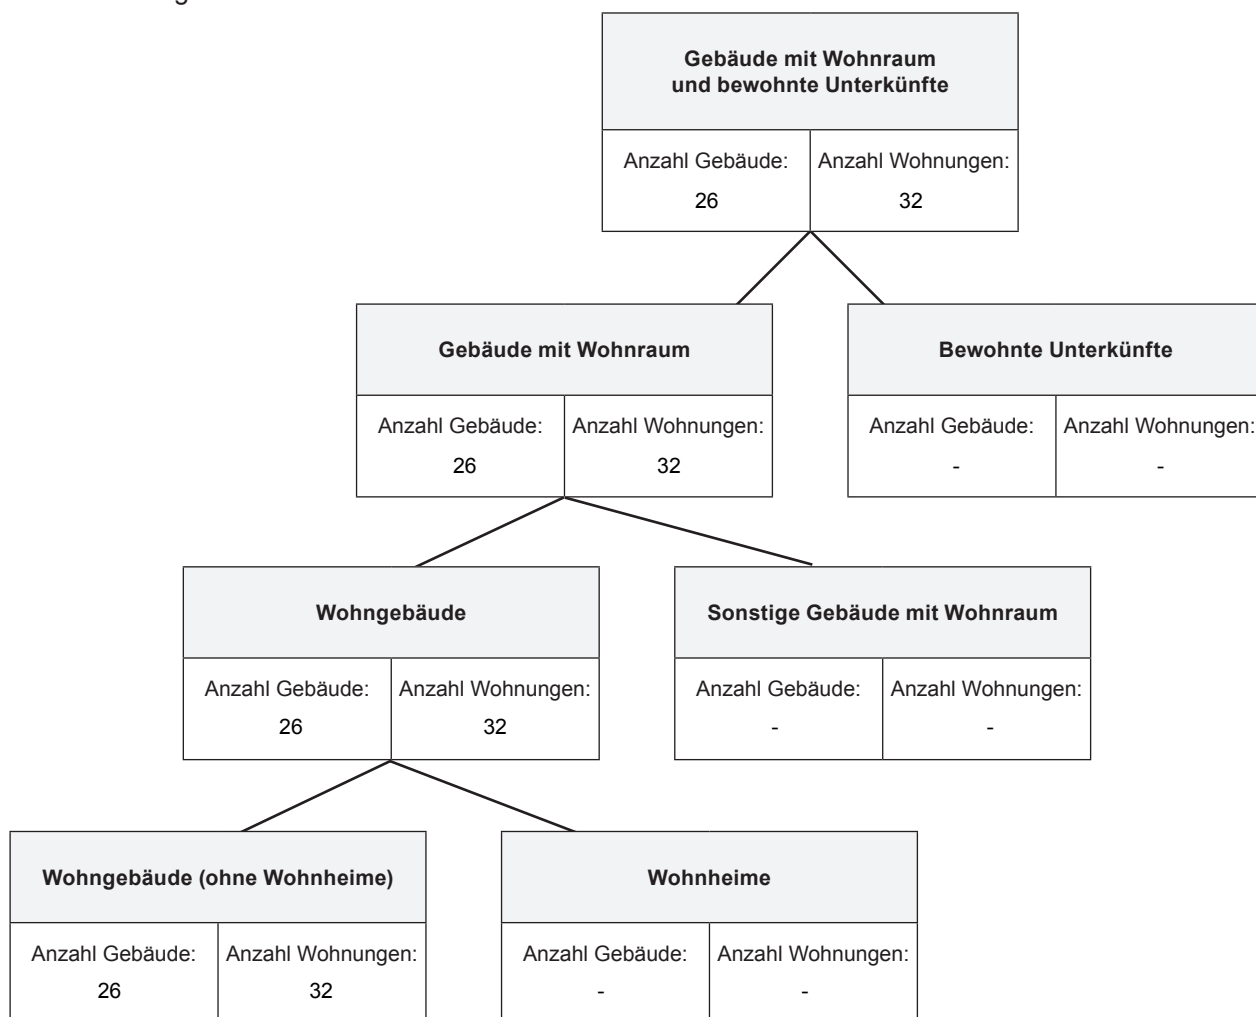 Gebäude mit Wohnraum
und bewohnte Unterkünfte
Anzahl Gebäude: Anzahl Wohnungen:
26 32
Gebäude mit Wohnraum Bewohnte Unterkünfte
Anzahl Gebäude: Anzahl Wohnungen: Anzahl Gebäude: Anzahl Wohnungen:
26 32 - -
Wohngebäude Sonstige Gebäude mit Wohnraum
Anzahl Gebäude: Anzahl Wohnungen: Anzahl Gebäude: Anzahl Wohnungen:
26 32 - -
Wohngebäude (ohne Wohnheime) Wohnheime
Anzahl Gebäude: Anzahl Wohnungen: Anzahl Gebäude: Anzahl Wohnungen:
26 32 - -